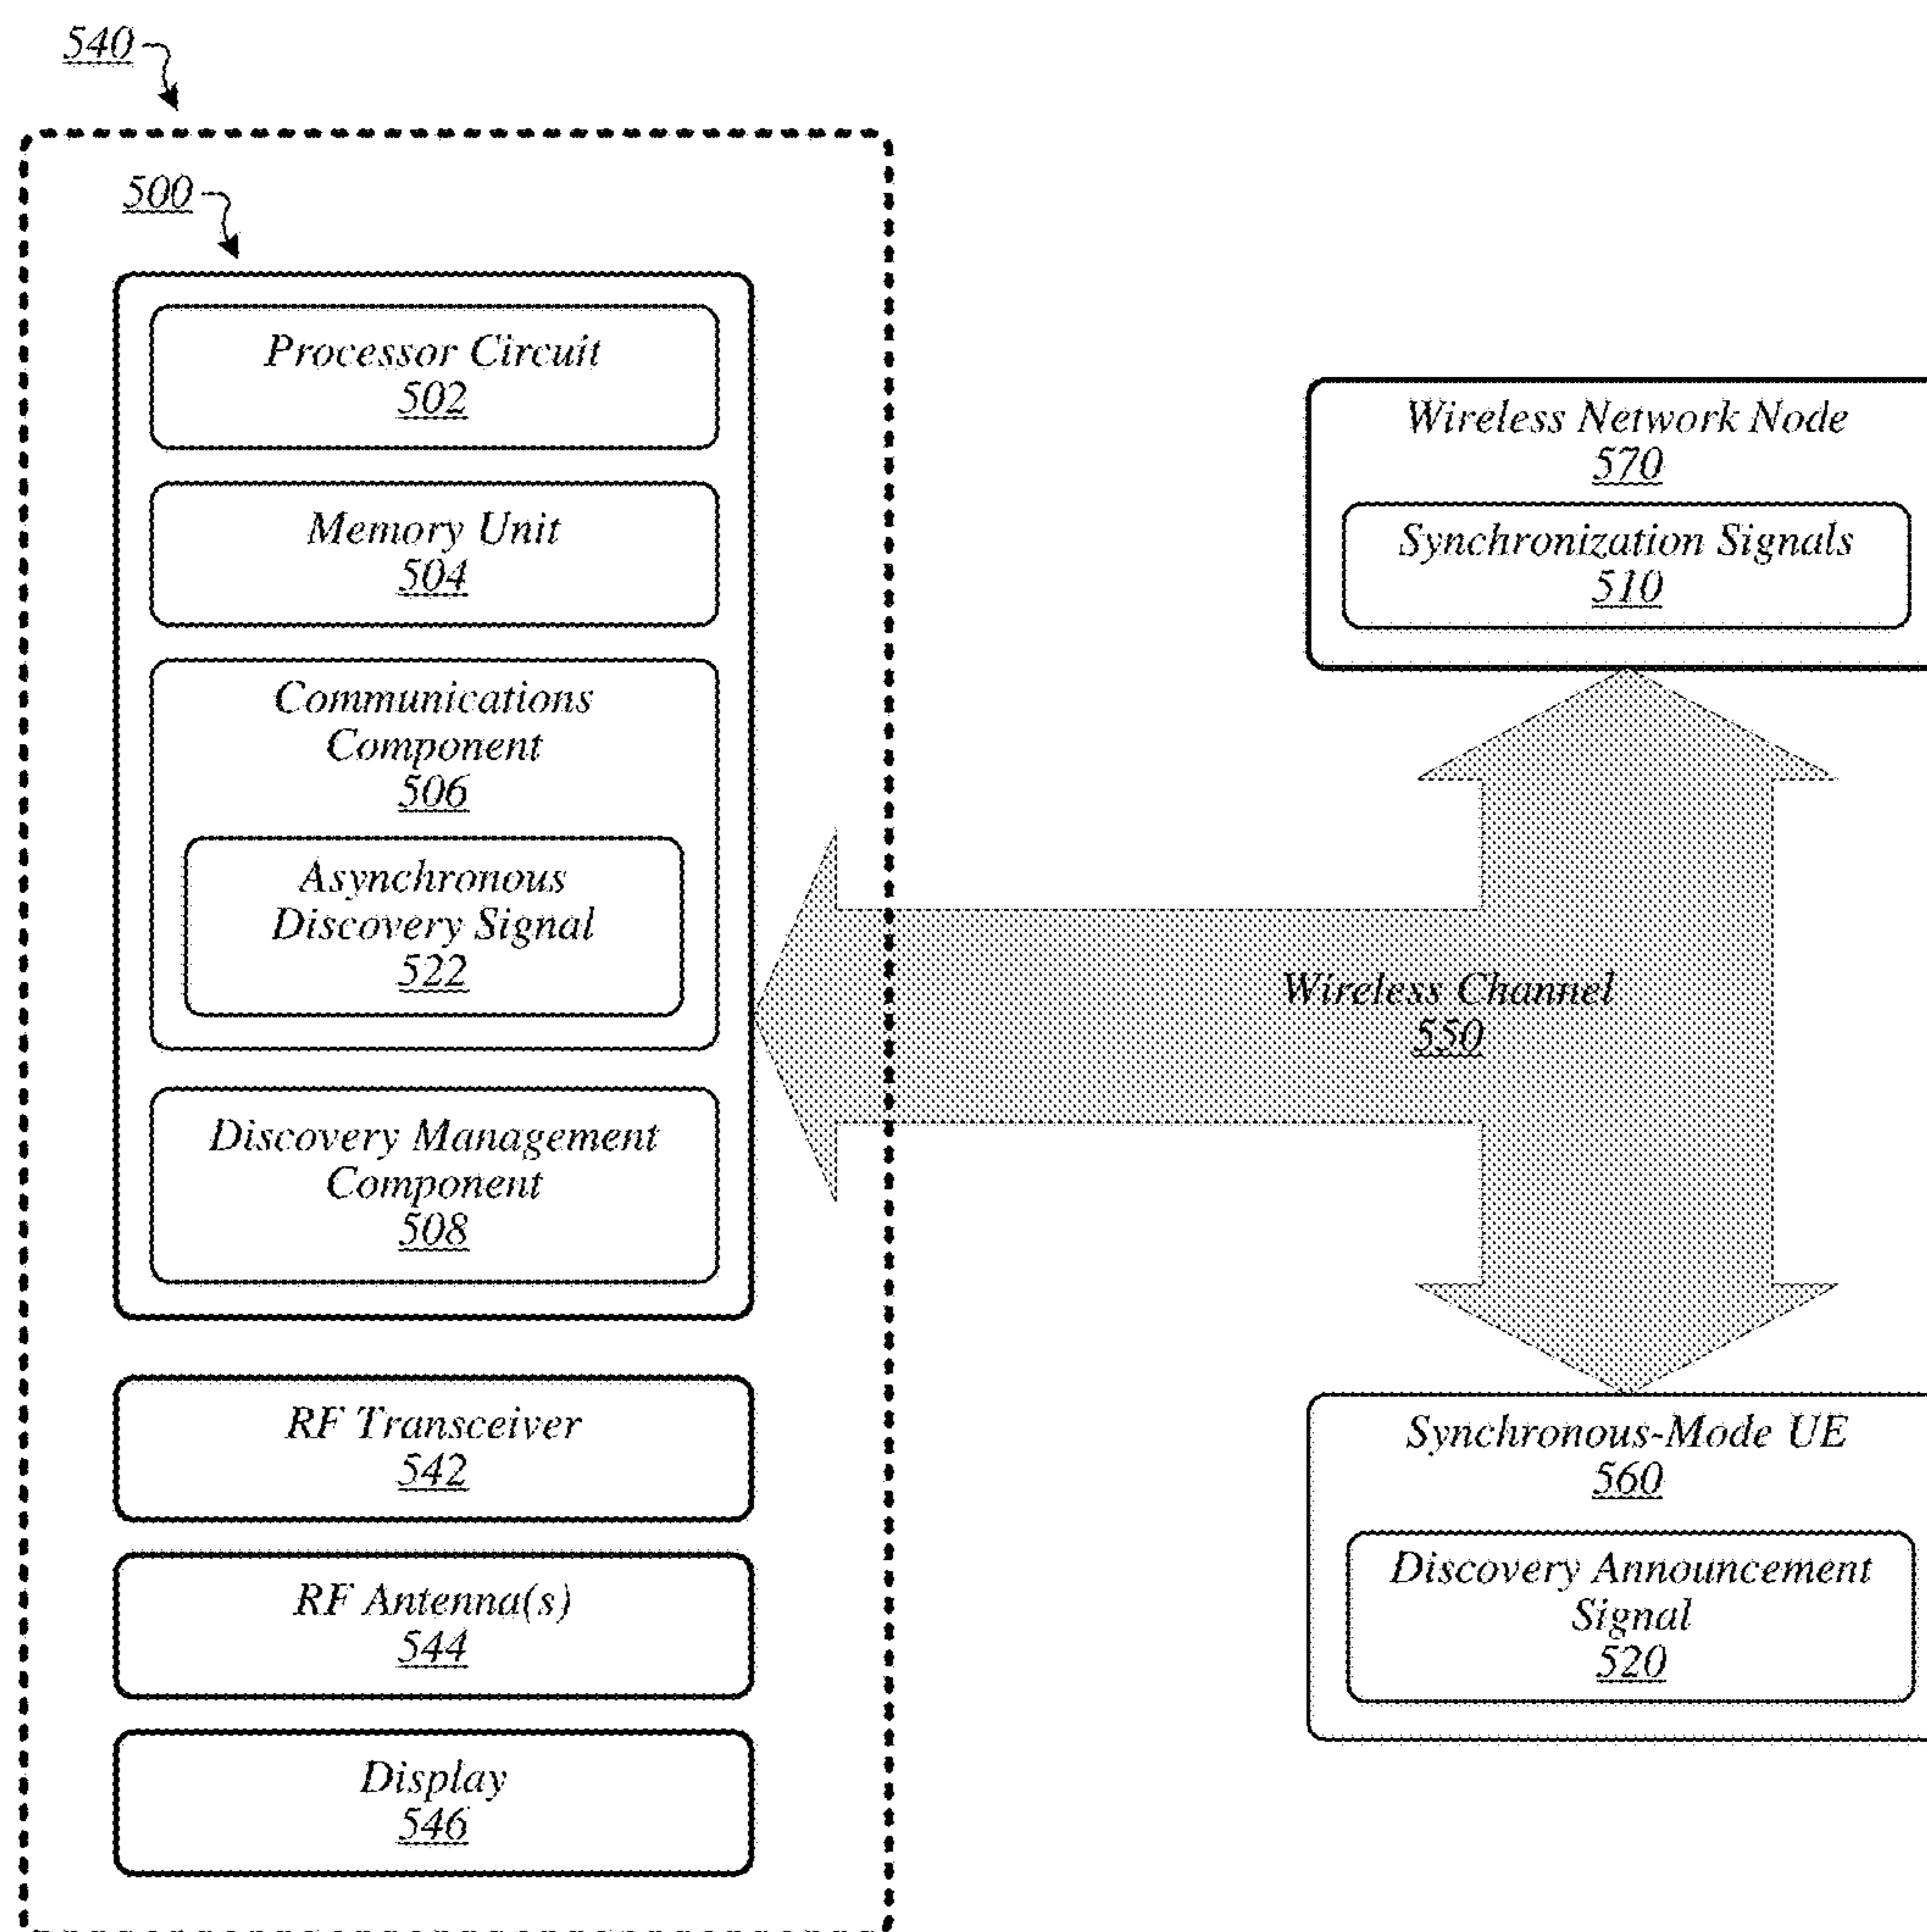 540
500
Processor Circuit
502
Memory Unit
504
Communications
Component
506
Asynchronous
Discovery Signal
522
Discovery Management
Component
508
RF Transceiver
542
RF Antenna(s)
544
Display
546
Wireless Network Node
570
Synchronization Signals
510
Wireless Channel
550
Synchronous-Mode UE
560
Discovery Announcement
Signal
520